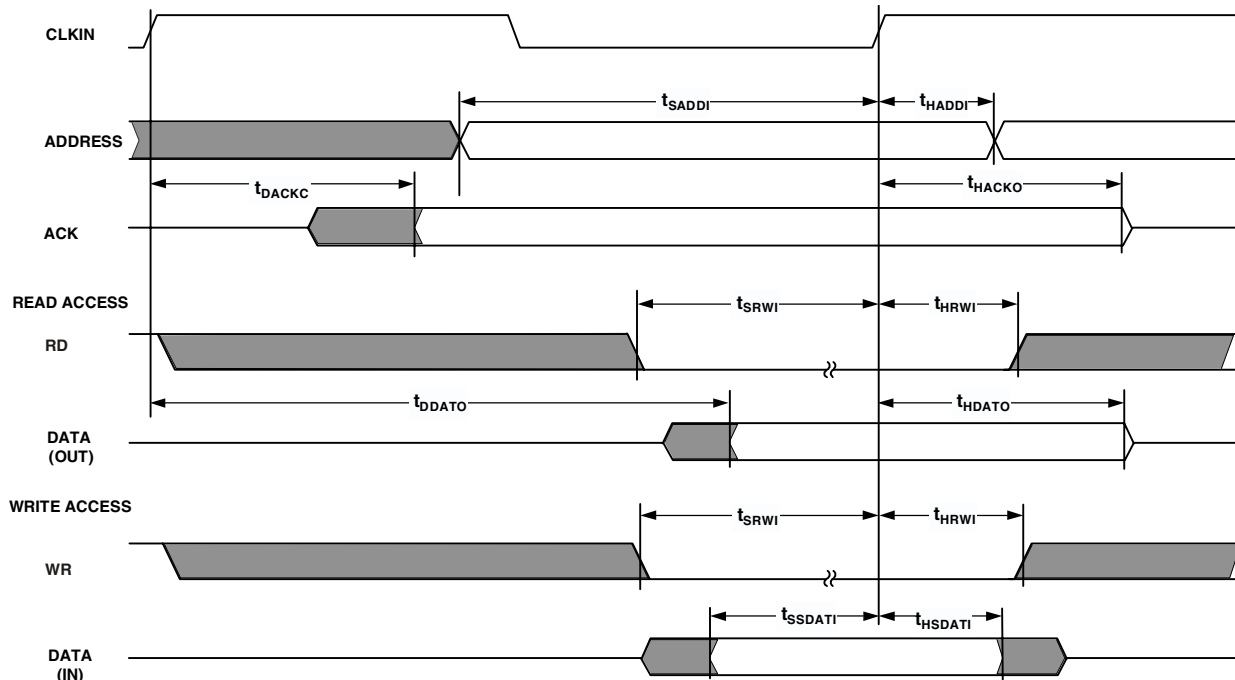 CLKIN
tSADDI
tHADDI
ADDRESS
tDACKC
tHACKO
ACK
READ ACCESS
tSRWI
tHRWI
RD
tDDATO
tHDATO
DATA
(OUT)
WRITE ACCESS
tSRWI
tHRWI
WR
tSSDATI
tHSDATI
DATA
(IN)